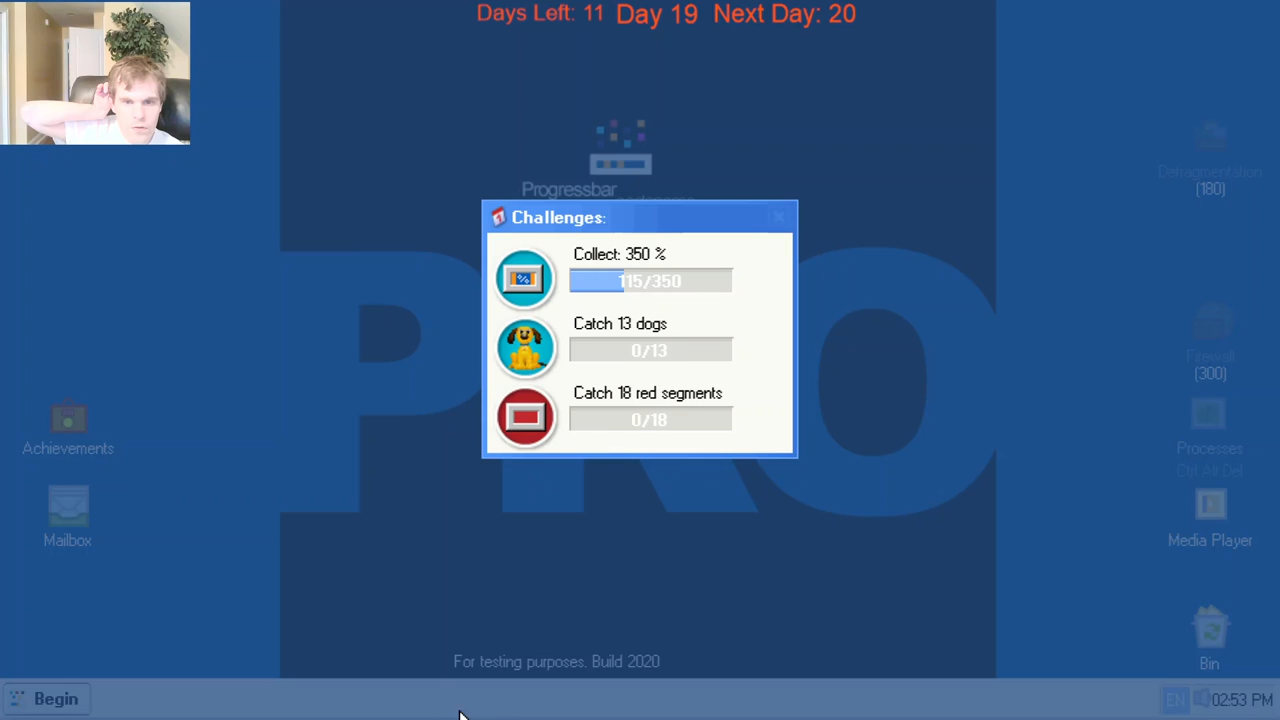 Days Left: 11 Day 19 Next Day: 20
Progressbar
Defragmentation
(180)
Challenges:
Collect: 350 %
115/350
Catch 13 dogs
0/13
Catch 18 red segments
0/18
PRO
Firewall
(300)
Achievements
Processes
Ctrl Alt Del
Mailbox
Media Player
For testing purposes. Build 2020
Bin
Begin
EN
02:53 PM